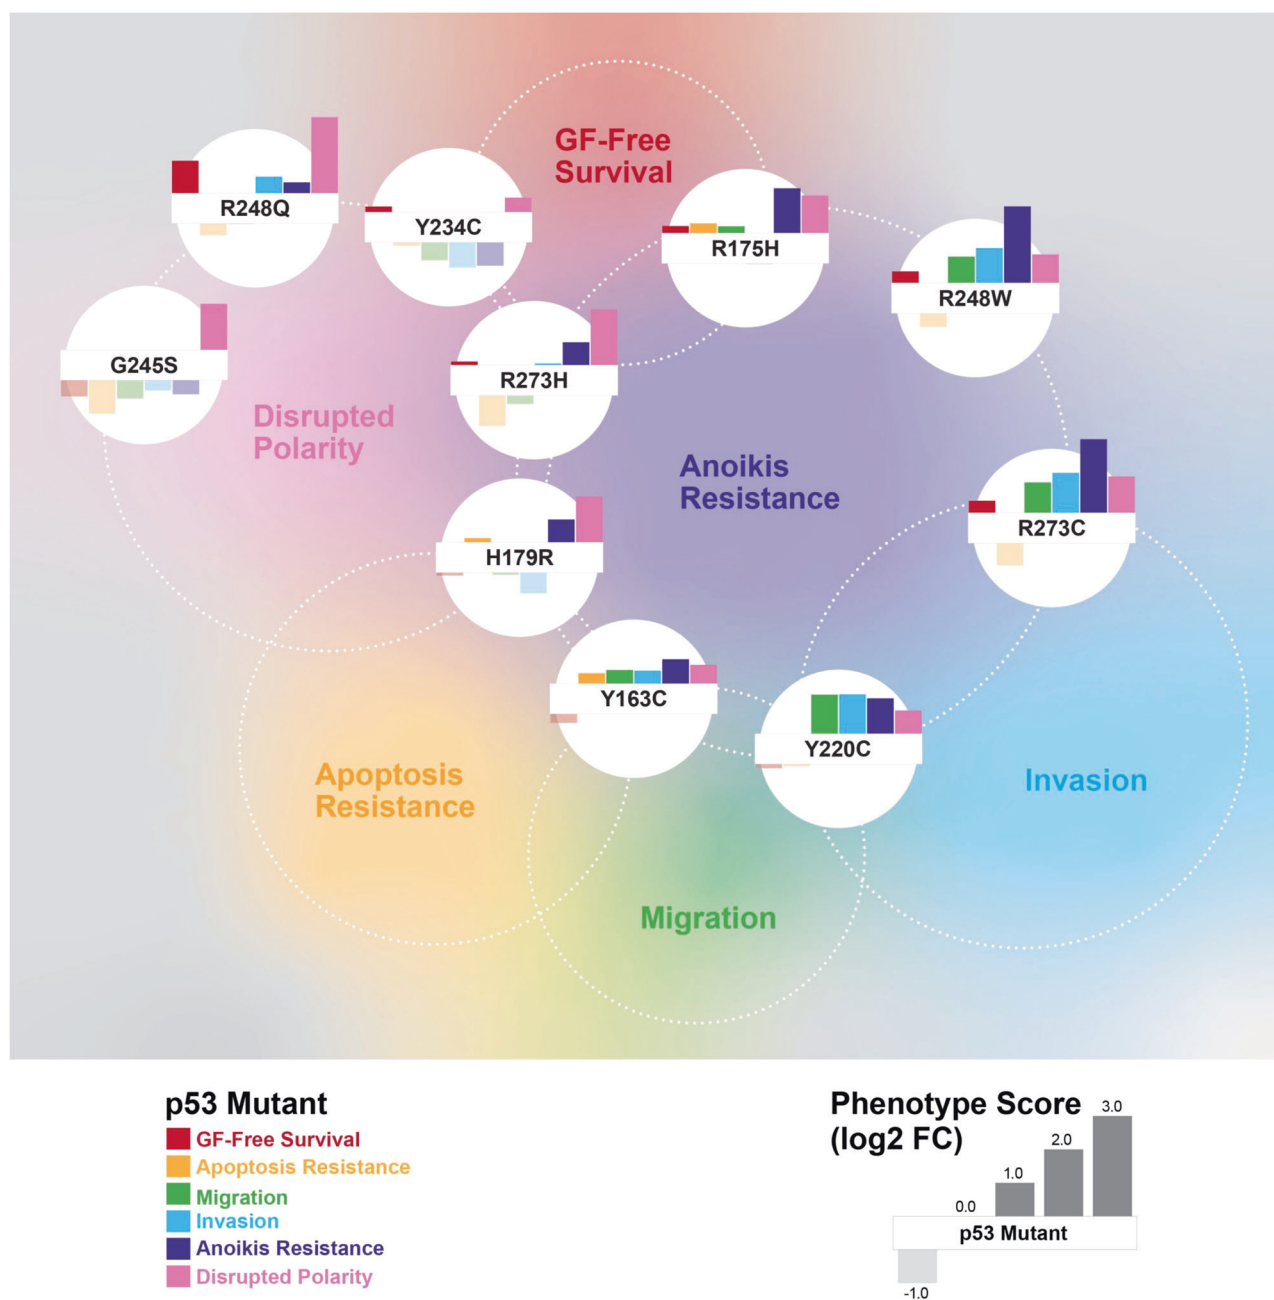 GF-Free
Survival
R248Q
Y234C
R175H
R248W
G245S
R273H
Disrupted
Polarity
Anoikis
Resistance
R273C
H179R
Y163C
Y220C
Apoptosis
Resistance
Invasion
Migration
p53 Mutant
GF-Free Survival
Apoptosis Resistance
Migration
Invasion
Anoikis Resistance
Disrupted Polarity
Phenotype Score
(log2 FC)
3.0
2.0
1.0
0.0
p53 Mutant
-1.0